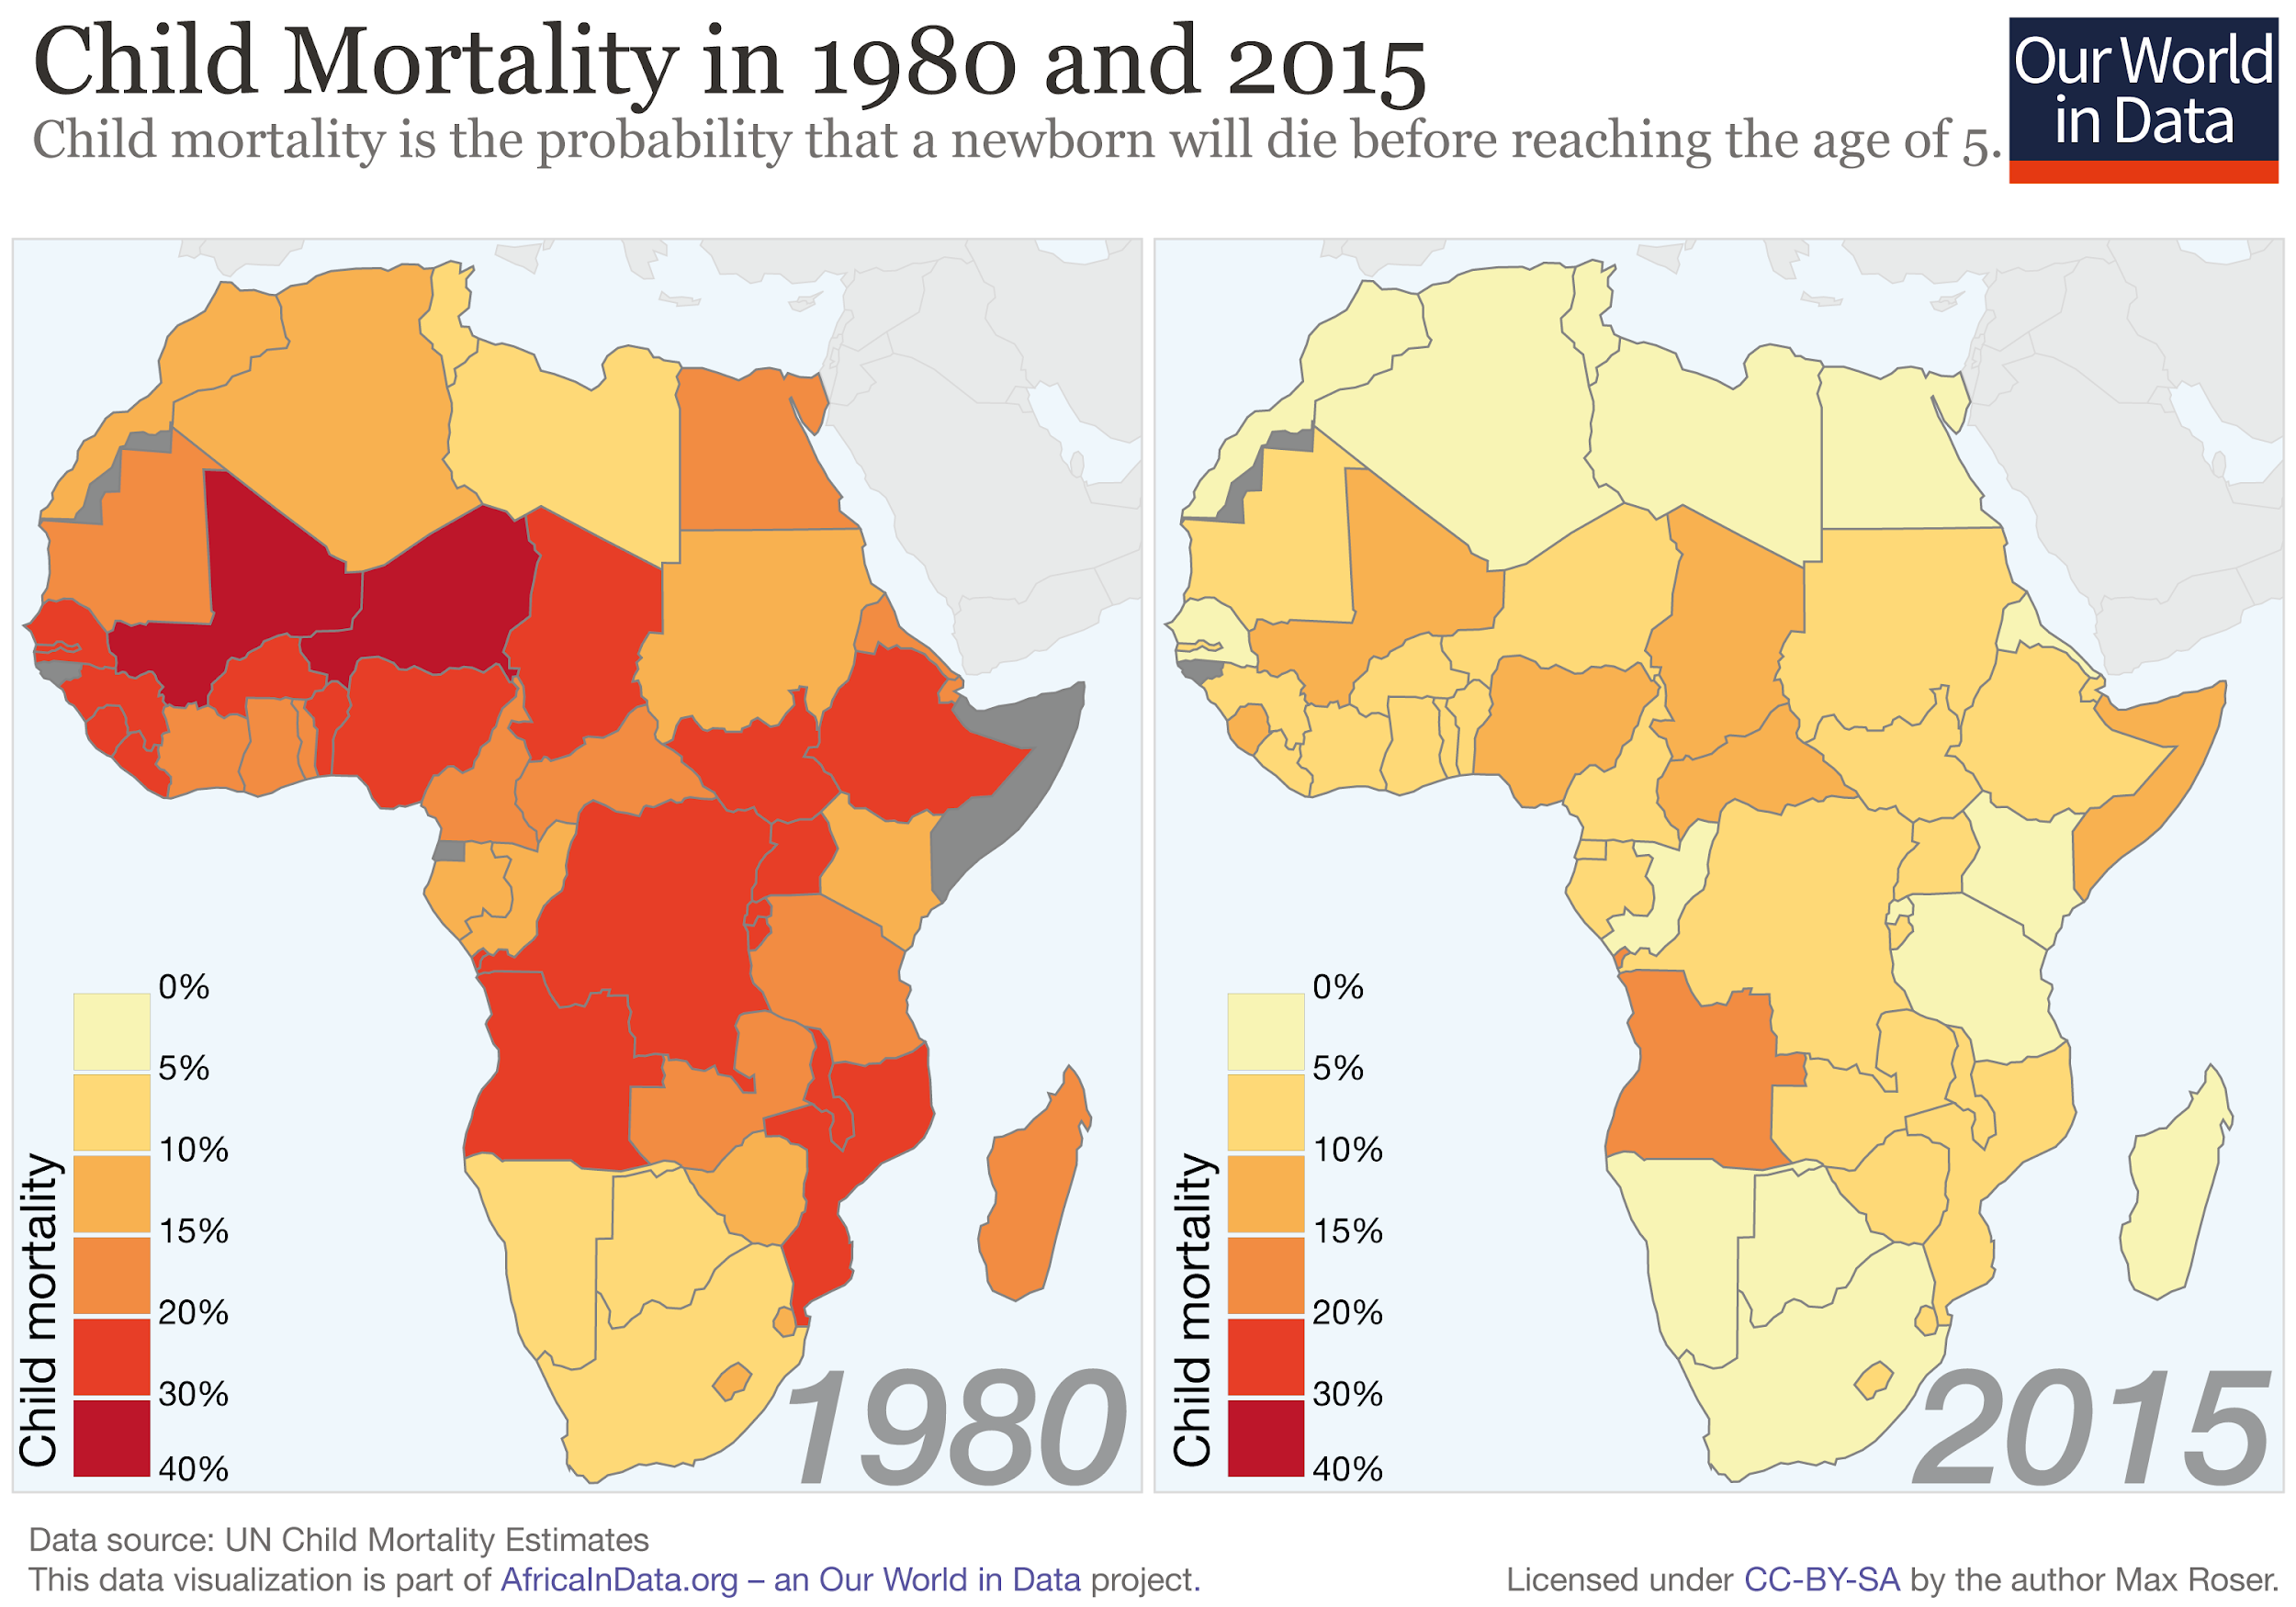 Child Mortality in 1980 and 2015
Child mortality is the probability that a newborn will die before reaching the age of 5.
Our World
in Data
Child mortality
0%
5%
10%
15%
20%
30%
40%
1980
Child mortality
0%
5%
10%
15%
20%
30%
40%
2015
Data source: UN Child Mortality Estimates
This data visualization is part of AfricaInData.org – an Our World in Data project.
Licensed under CC-BY-SA by the author Max Roser.